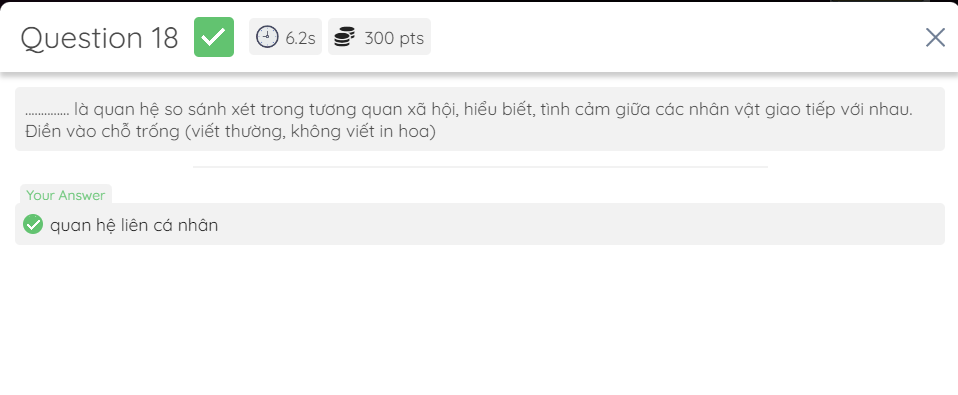 Question 18 6.2s 300 pts
.............. là quan hệ so sánh xét trong tương quan xã hội, hiểu biết, tình cảm giữa các nhân vật giao tiếp với nhau.
Điền vào chỗ trống (viết thường, không viết in hoa)
Your Answer
quan hệ liên cá nhân